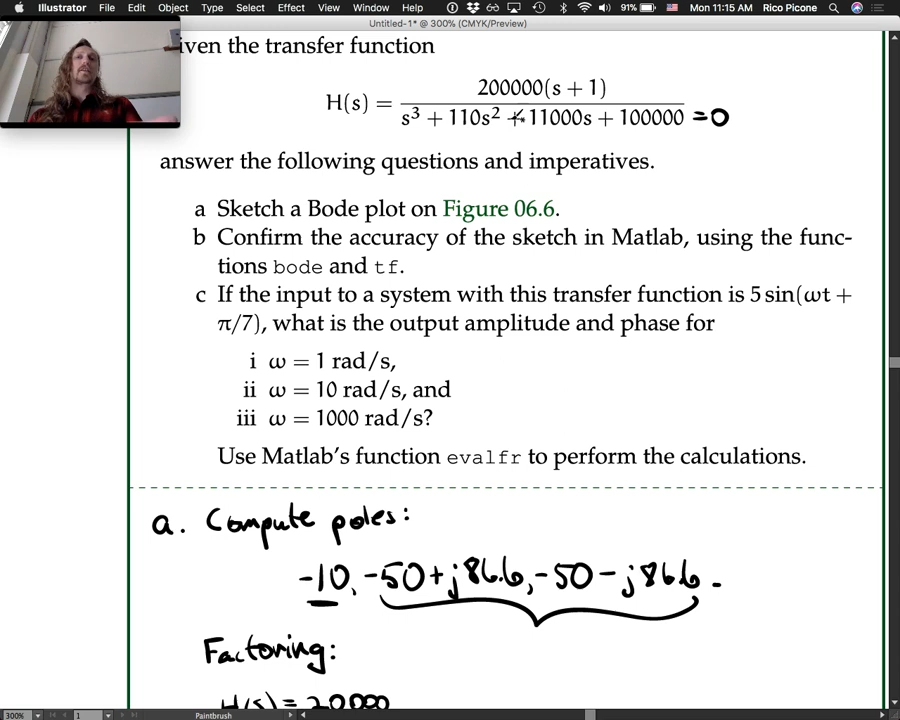 Illustrator File Edit Object Type Select Effect View Window Help 91% Mon 11:15 AM Rico Picone
Untitled-1* @ 300% (CMYK/Preview)
iven the transfer function
H(s) = 200000(s + 1)
s³ + 110s² + 11000s + 100000 =0
answer the following questions and imperatives.
a Sketch a Bode plot on Figure 06.6.
b Confirm the accuracy of the sketch in Matlab, using the func-
tions bode and tf.
c If the input to a system with this transfer function is 5 sin(ωt +
π/7), what is the output amplitude and phase for
i ω = 1 rad/s,
ii ω = 10 rad/s, and
iii ω = 1000 rad/s?
Use Matlab's function evalfr to perform the calculations.
a. Compute poles:
-10, -50+j86.6, -50-j86.6.
Factoring:
H(s) = 20000
300% 1 Paintbrush